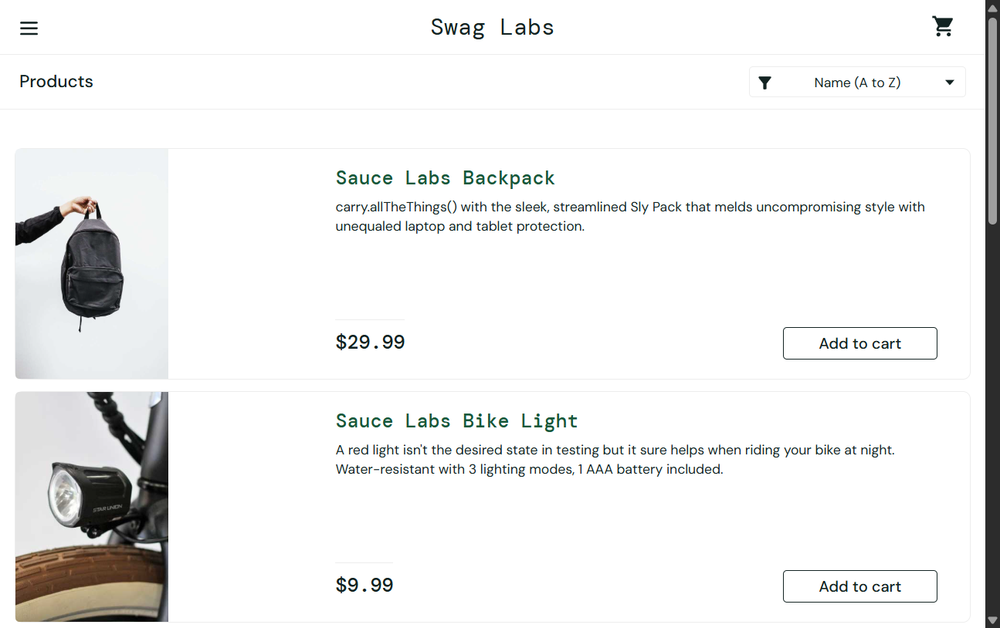 Swag Labs
Products
Name (A to Z)
Sauce Labs Backpack
carry.allTheThings() with the sleek, streamlined Sly Pack that melds uncompromising style with
unequaled laptop and tablet protection.
$29.99
Add to cart
Sauce Labs Bike Light
A red light isn't the desired state in testing but it sure helps when riding your bike at night.
Water-resistant with 3 lighting modes, 1 AAA battery included.
STAR UNION
$9.99
Add to cart